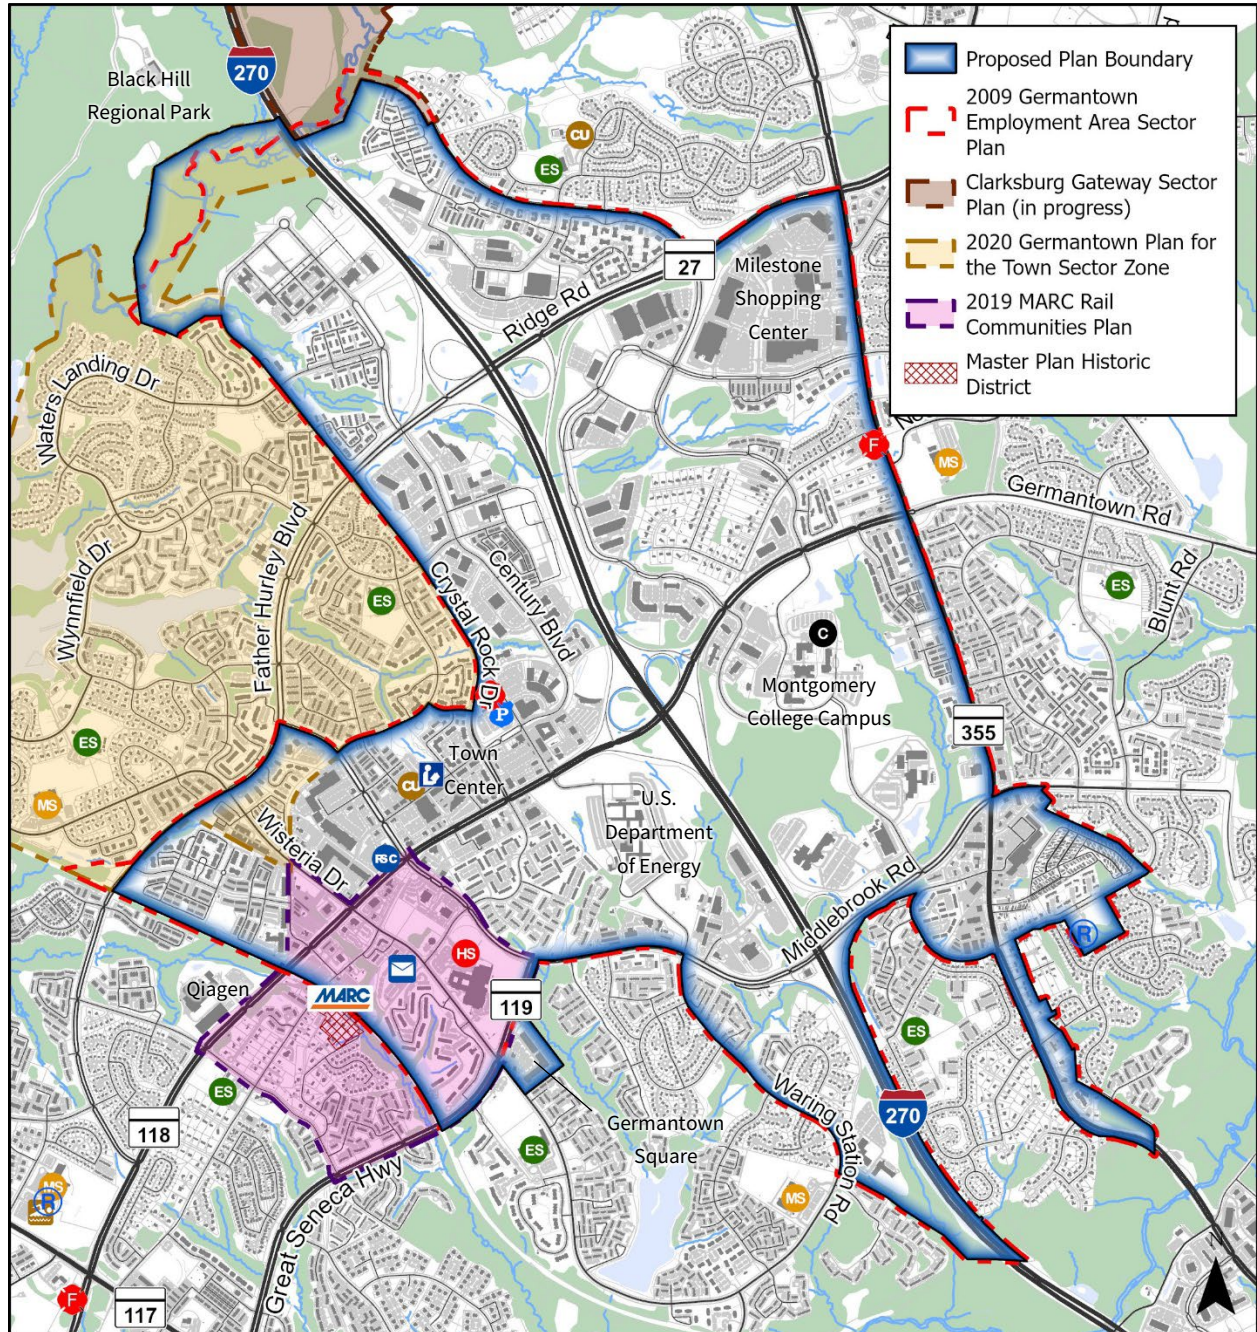 270
Black Hill
Regional Park
Proposed Plan Boundary
2009 Germantown
Employment Area Sector
Plan
Clarksburg Gateway Sector
Plan (in progress)
2020 Germantown Plan for
the Town Sector Zone
2019 MARC Rail
Communities Plan
Master Plan Historic
District
CU
ES
27
Milestone
Shopping
Center
Ridge Rd
Waters Landing Dr
F
MS
Germantown Rd
Father Hurley Blvd
Wynnfield Dr
Crystal Rock Dr
Century Blvd
ES
ES
Blunt Rd
C
Montgomery
College Campus
P
355
ES
Town
Center
CU
MS
U.S.
Department
of Energy
Wisteria Dr
RSC
Middlebrook Rd
R
HS
Qiagen
MARC
119
ES
ES
Waring Station Rd
270
118
Germantown
Square
ES
Great Seneca Hwy
MS
R
MS
F
117
N